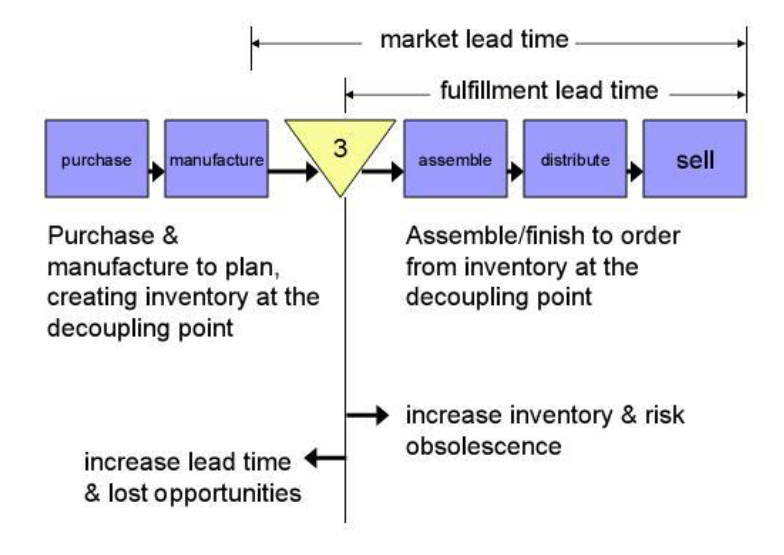 market lead time
fulfillment lead time
purchase
manufacture
3
assemble
distribute
sell
Purchase &
manufacture to plan,
creating inventory at the
decoupling point
Assemble/finish to order
from inventory at the
decoupling point
increase inventory & risk
obsolescence
increase lead time
& lost opportunities